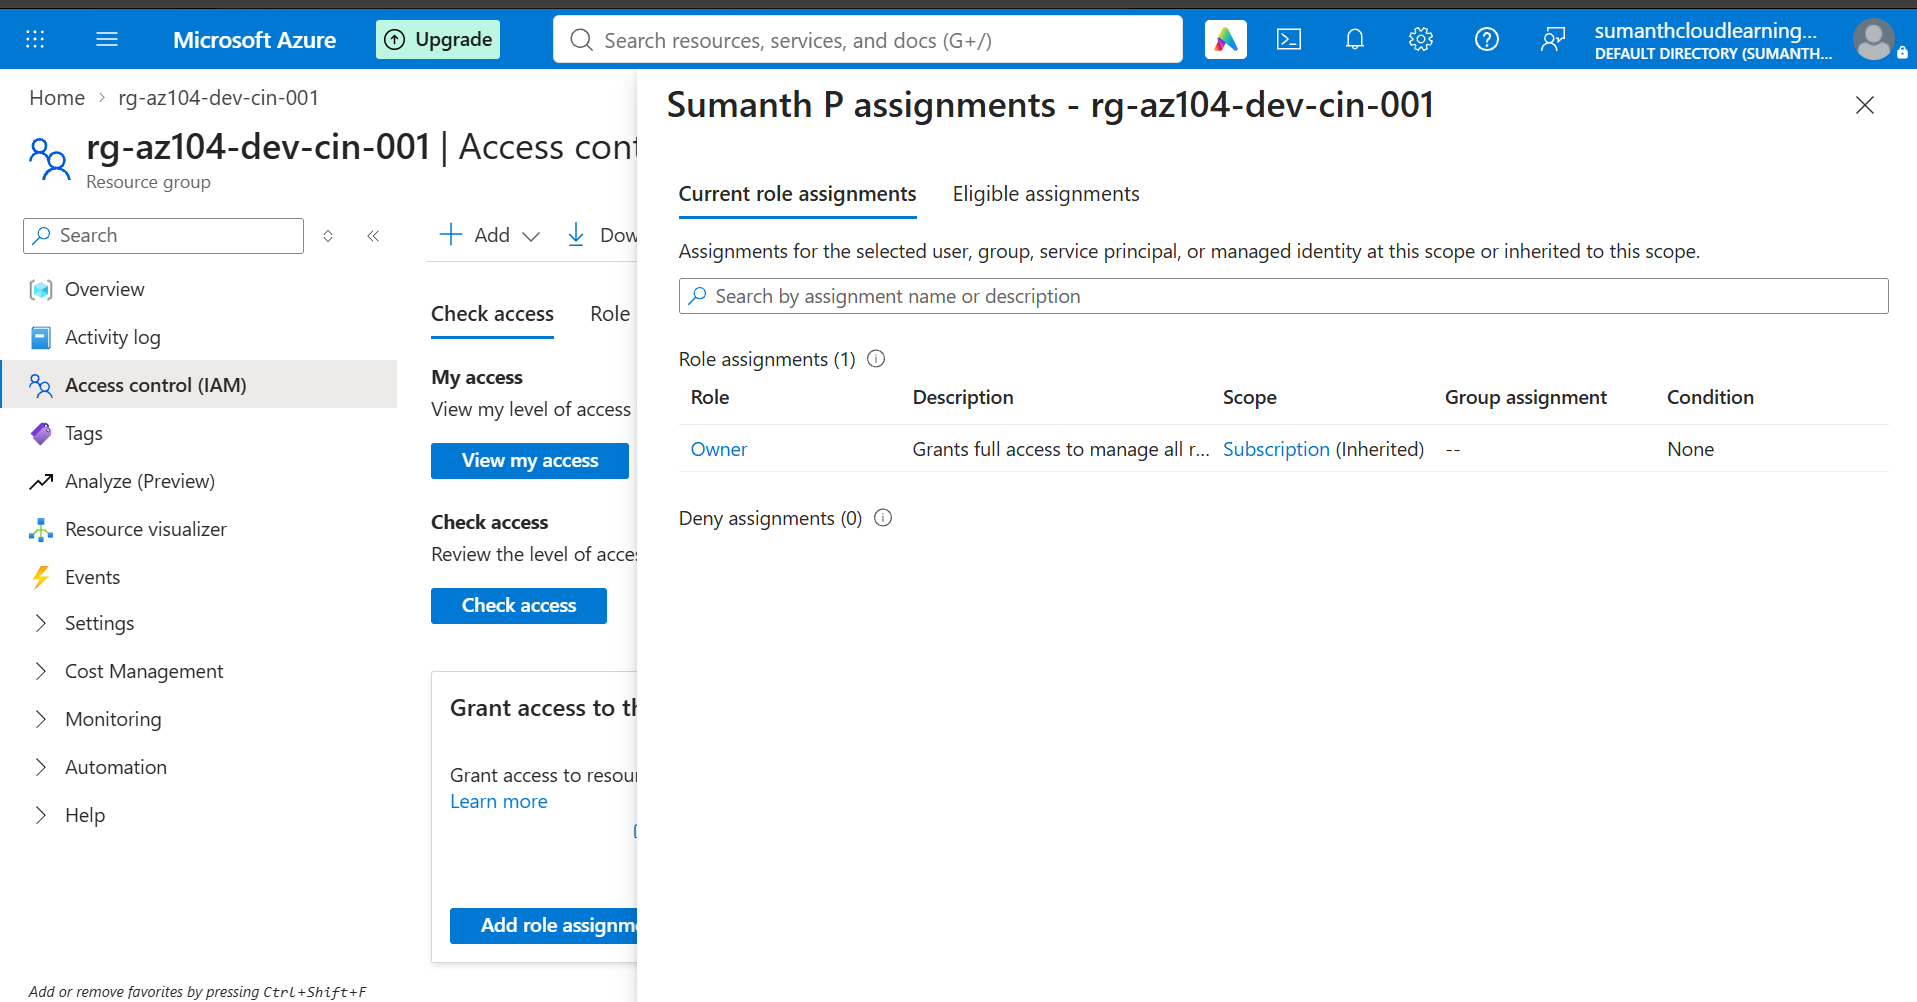 Microsoft Azure
Upgrade
Search resources, services, and docs (G+/)
sumanthcloudlearning...
DEFAULT DIRECTORY (SUMANTH...
Home > rg-az104-dev-cin-001
rg-az104-dev-cin-001 | Access cont
Resource group
Search
Overview
Activity log
Access control (IAM)
Tags
Analyze (Preview)
Resource visualizer
Events
Settings
Cost Management
Monitoring
Automation
Help
Add or remove favorites by pressing Ctrl+Shift+F
Add
Dow
Check access
Role
My access
View my level of access
View my access
Check access
Review the level of acce
Check access
Grant access to th
Grant access to resou
Learn more
Add role assignm
Sumanth P assignments - rg-az104-dev-cin-001
Current role assignments
Eligible assignments
Assignments for the selected user, group, service principal, or managed identity at this scope or inherited to this scope.
Search by assignment name or description
Role assignments (1)
Role Description Scope Group assignment Condition
Owner Grants full access to manage all r... Subscription (Inherited) -- None
Deny assignments (0)